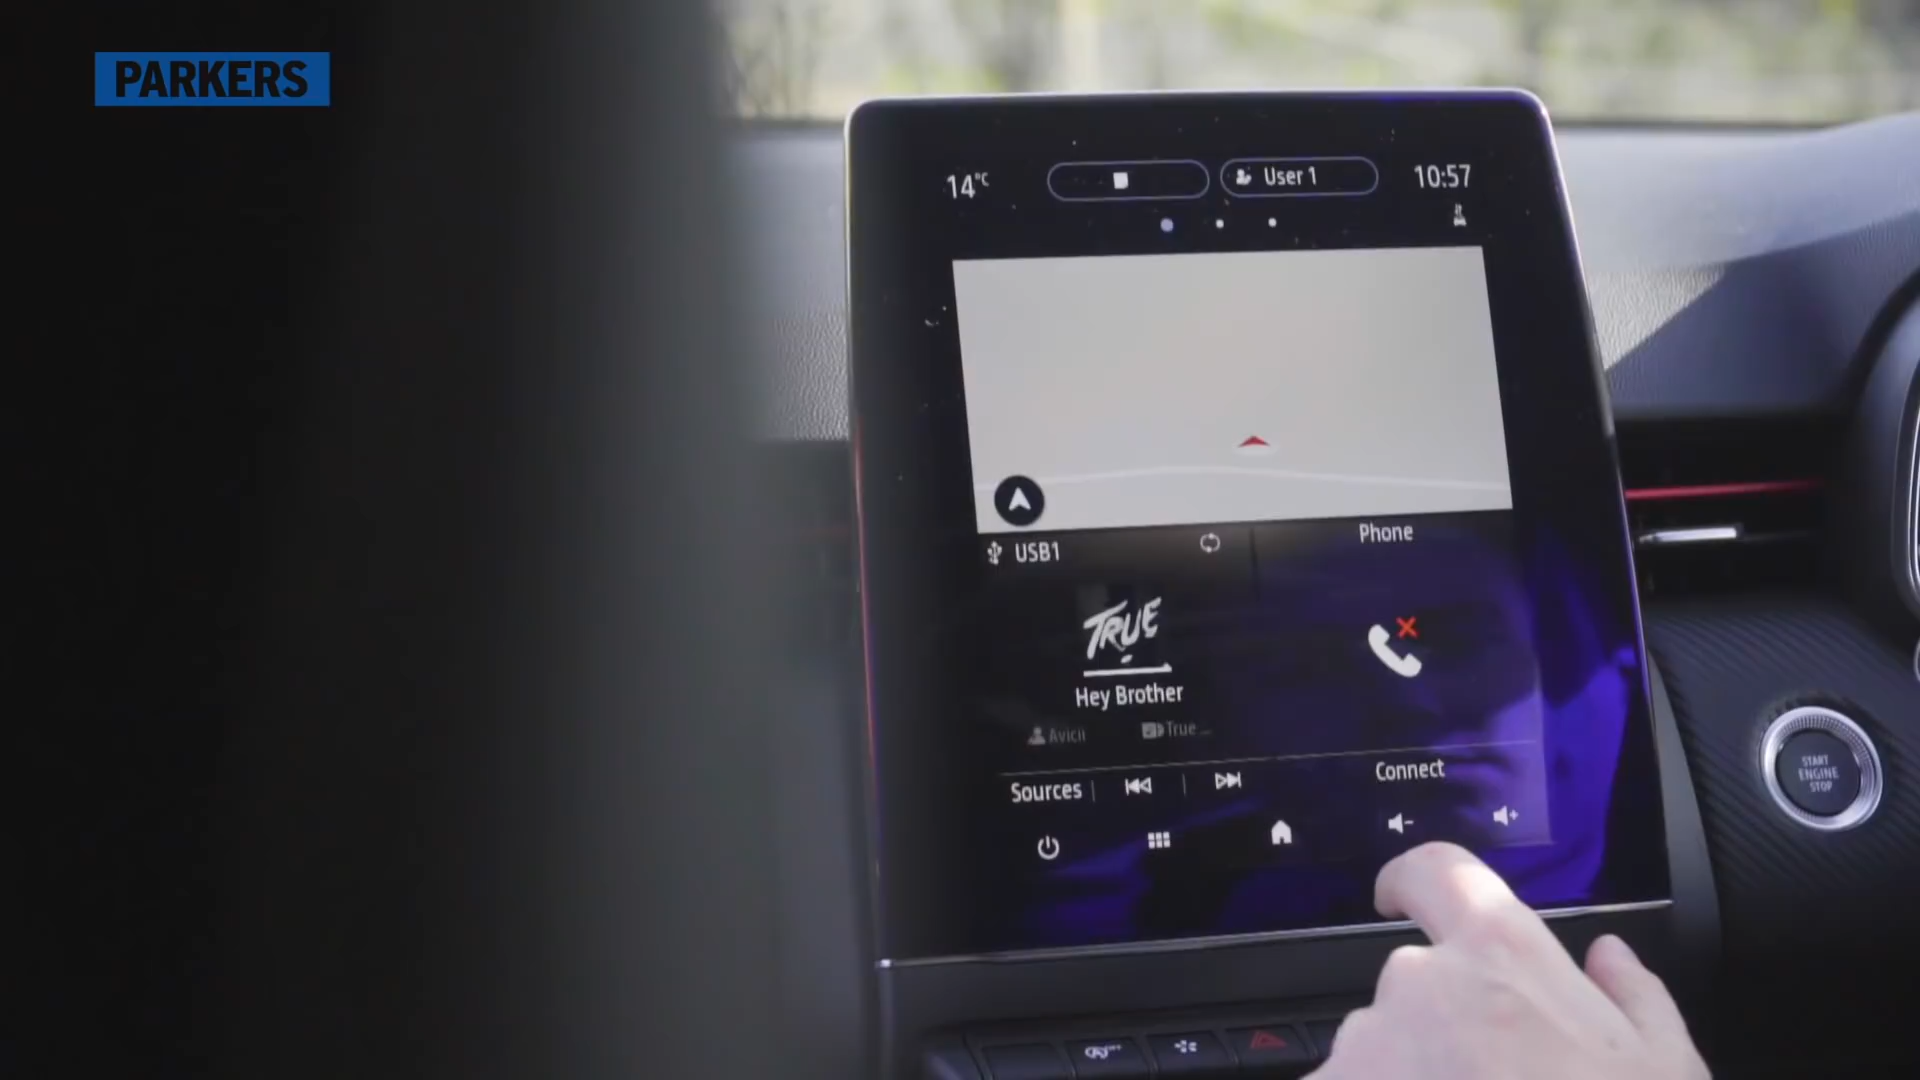 PARKERS
14°C
User 1
10:57
USB1
Phone
TRUE
Hey Brother
Avicii
True
Sources
Connect
START
ENGINE
STOP